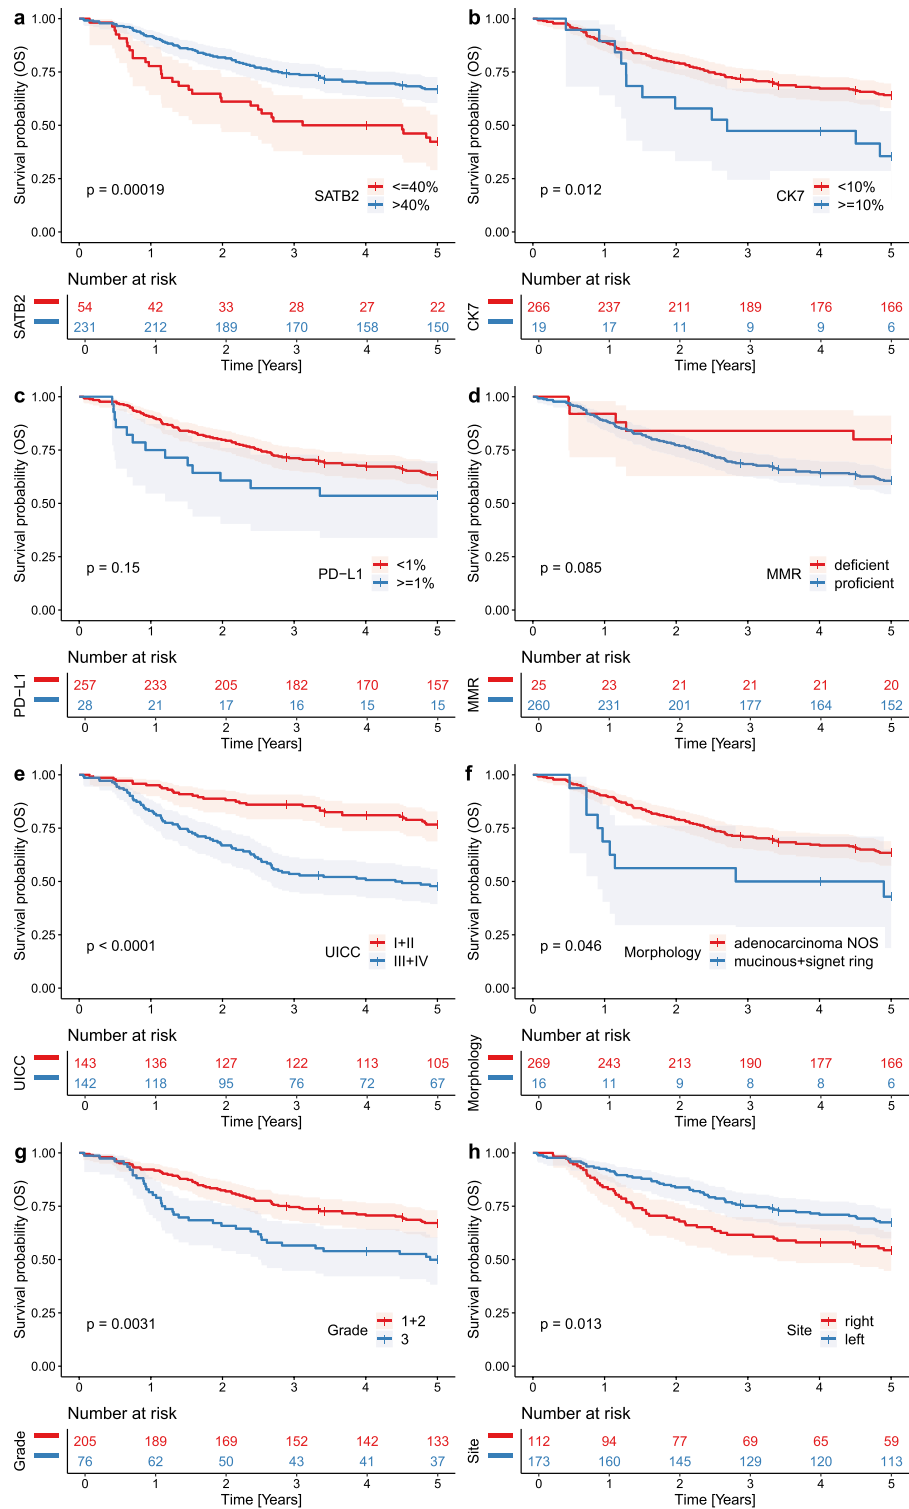 a
Survival probability (OS)
1.00
0.75
0.50
0.25
0.00
p = 0.00019
SATB2
<=40%
>40%
0 1 2 3 4 5
Number at risk
SATB2
54 42 33 28 27 22
231 212 189 170 158 150
0 1 2 3 4 5
Time [Years]
b
Survival probability (OS)
1.00
0.75
0.50
0.25
0.00
p = 0.012
CK7
<10%
>=10%
0 1 2 3 4 5
Number at risk
CK7
266 237 211 189 176 166
19 17 11 9 9 6
0 1 2 3 4 5
Time [Years]
c
Survival probability (OS)
1.00
0.75
0.50
0.25
0.00
p = 0.15
PD−L1
<1%
>=1%
0 1 2 3 4 5
Number at risk
PD−L1
257 233 205 182 170 157
28 21 17 16 15 15
0 1 2 3 4 5
Time [Years]
d
Survival probability (OS)
1.00
0.75
0.50
0.25
0.00
p = 0.085
MMR
deficient
proficient
0 1 2 3 4 5
Number at risk
MMR
25 23 21 21 21 20
260 231 201 177 164 152
0 1 2 3 4 5
Time [Years]
e
Survival probability (OS)
1.00
0.75
0.50
0.25
0.00
p < 0.0001
UICC
I+II
III+IV
0 1 2 3 4 5
Number at risk
UICC
143 136 127 122 113 105
142 118 95 76 72 67
0 1 2 3 4 5
Time [Years]
f
Survival probability (OS)
1.00
0.75
0.50
0.25
0.00
p = 0.046
Morphology
adenocarcinoma NOS
mucinous+signet ring
0 1 2 3 4 5
Number at risk
Morphology
269 243 213 190 177 166
16 11 9 8 8 6
0 1 2 3 4 5
Time [Years]
g
Survival probability (OS)
1.00
0.75
0.50
0.25
0.00
p = 0.0031
Grade
1+2
3
0 1 2 3 4 5
Number at risk
Grade
205 189 169 152 142 133
76 62 50 43 41 37
0 1 2 3 4 5
Time [Years]
h
Survival probability (OS)
1.00
0.75
0.50
0.25
0.00
p = 0.013
Site
right
left
0 1 2 3 4 5
Number at risk
Site
112 94 77 69 65 59
173 160 145 129 120 113
0 1 2 3 4 5
Time [Years]